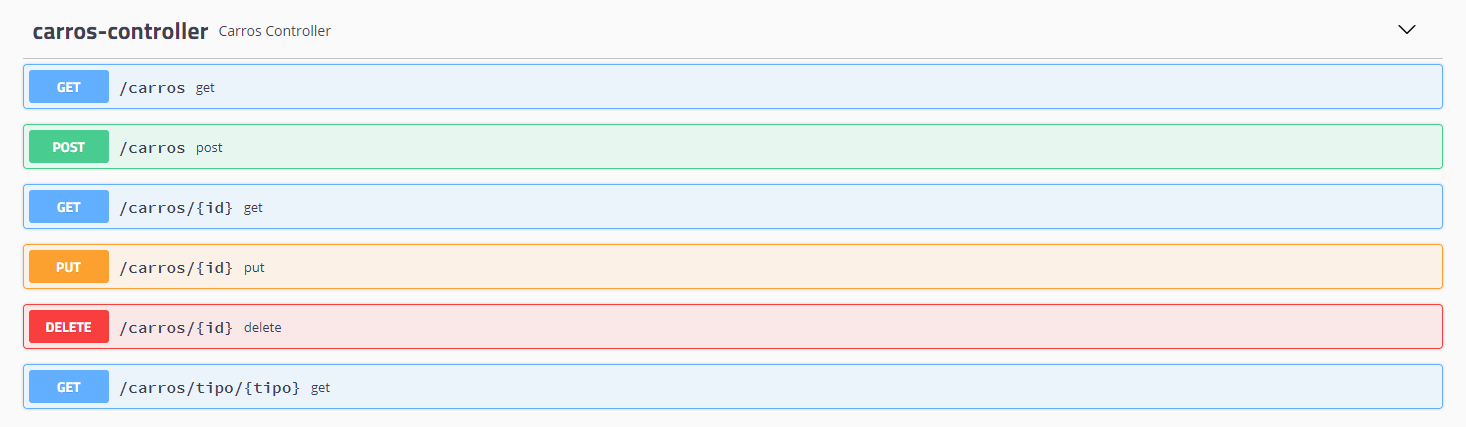 carros-controller Carros Controller
GET /carros get
POST /carros post
GET /carros/{id} get
PUT /carros/{id} put
DELETE /carros/{id} delete
GET /carros/tipo/{tipo} get